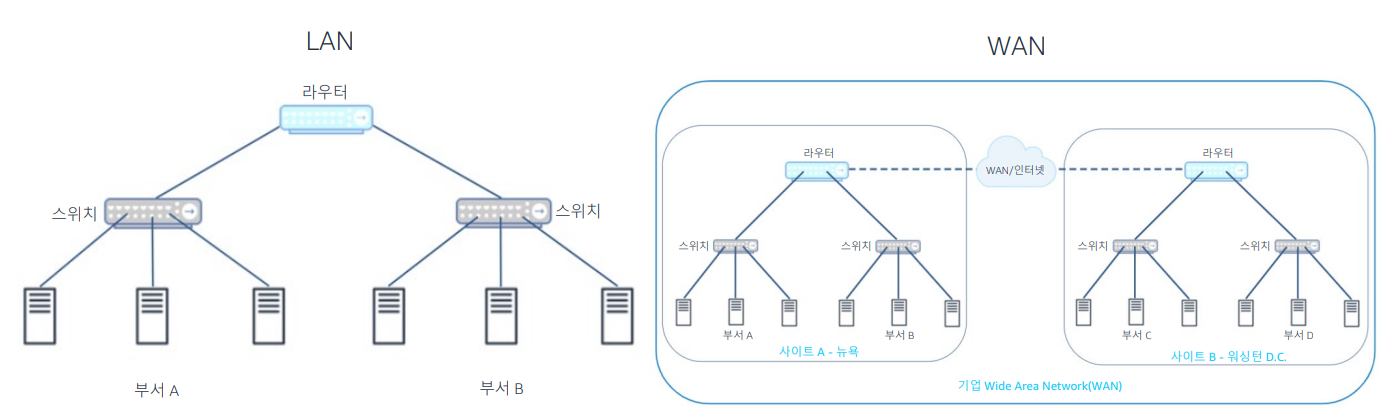 LAN
라우터
스위치
스위치
부서 A
부서 B
WAN
라우터
WAN/인터넷
라우터
스위치
스위치
스위치
스위치
부서 A
부서 B
부서 C
부서 D
사이트 A - 뉴욕
사이트 B - 워싱턴 D.C.
기업 Wide Area Network(WAN)